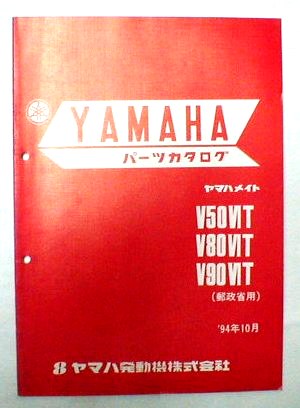 YAMAHA
パーツカタログ
ヤマハメイト
V50VIT
V80VIT
V90VIT
(郵政省用)
'94年10月
8 ヤマハ発動機株式会社